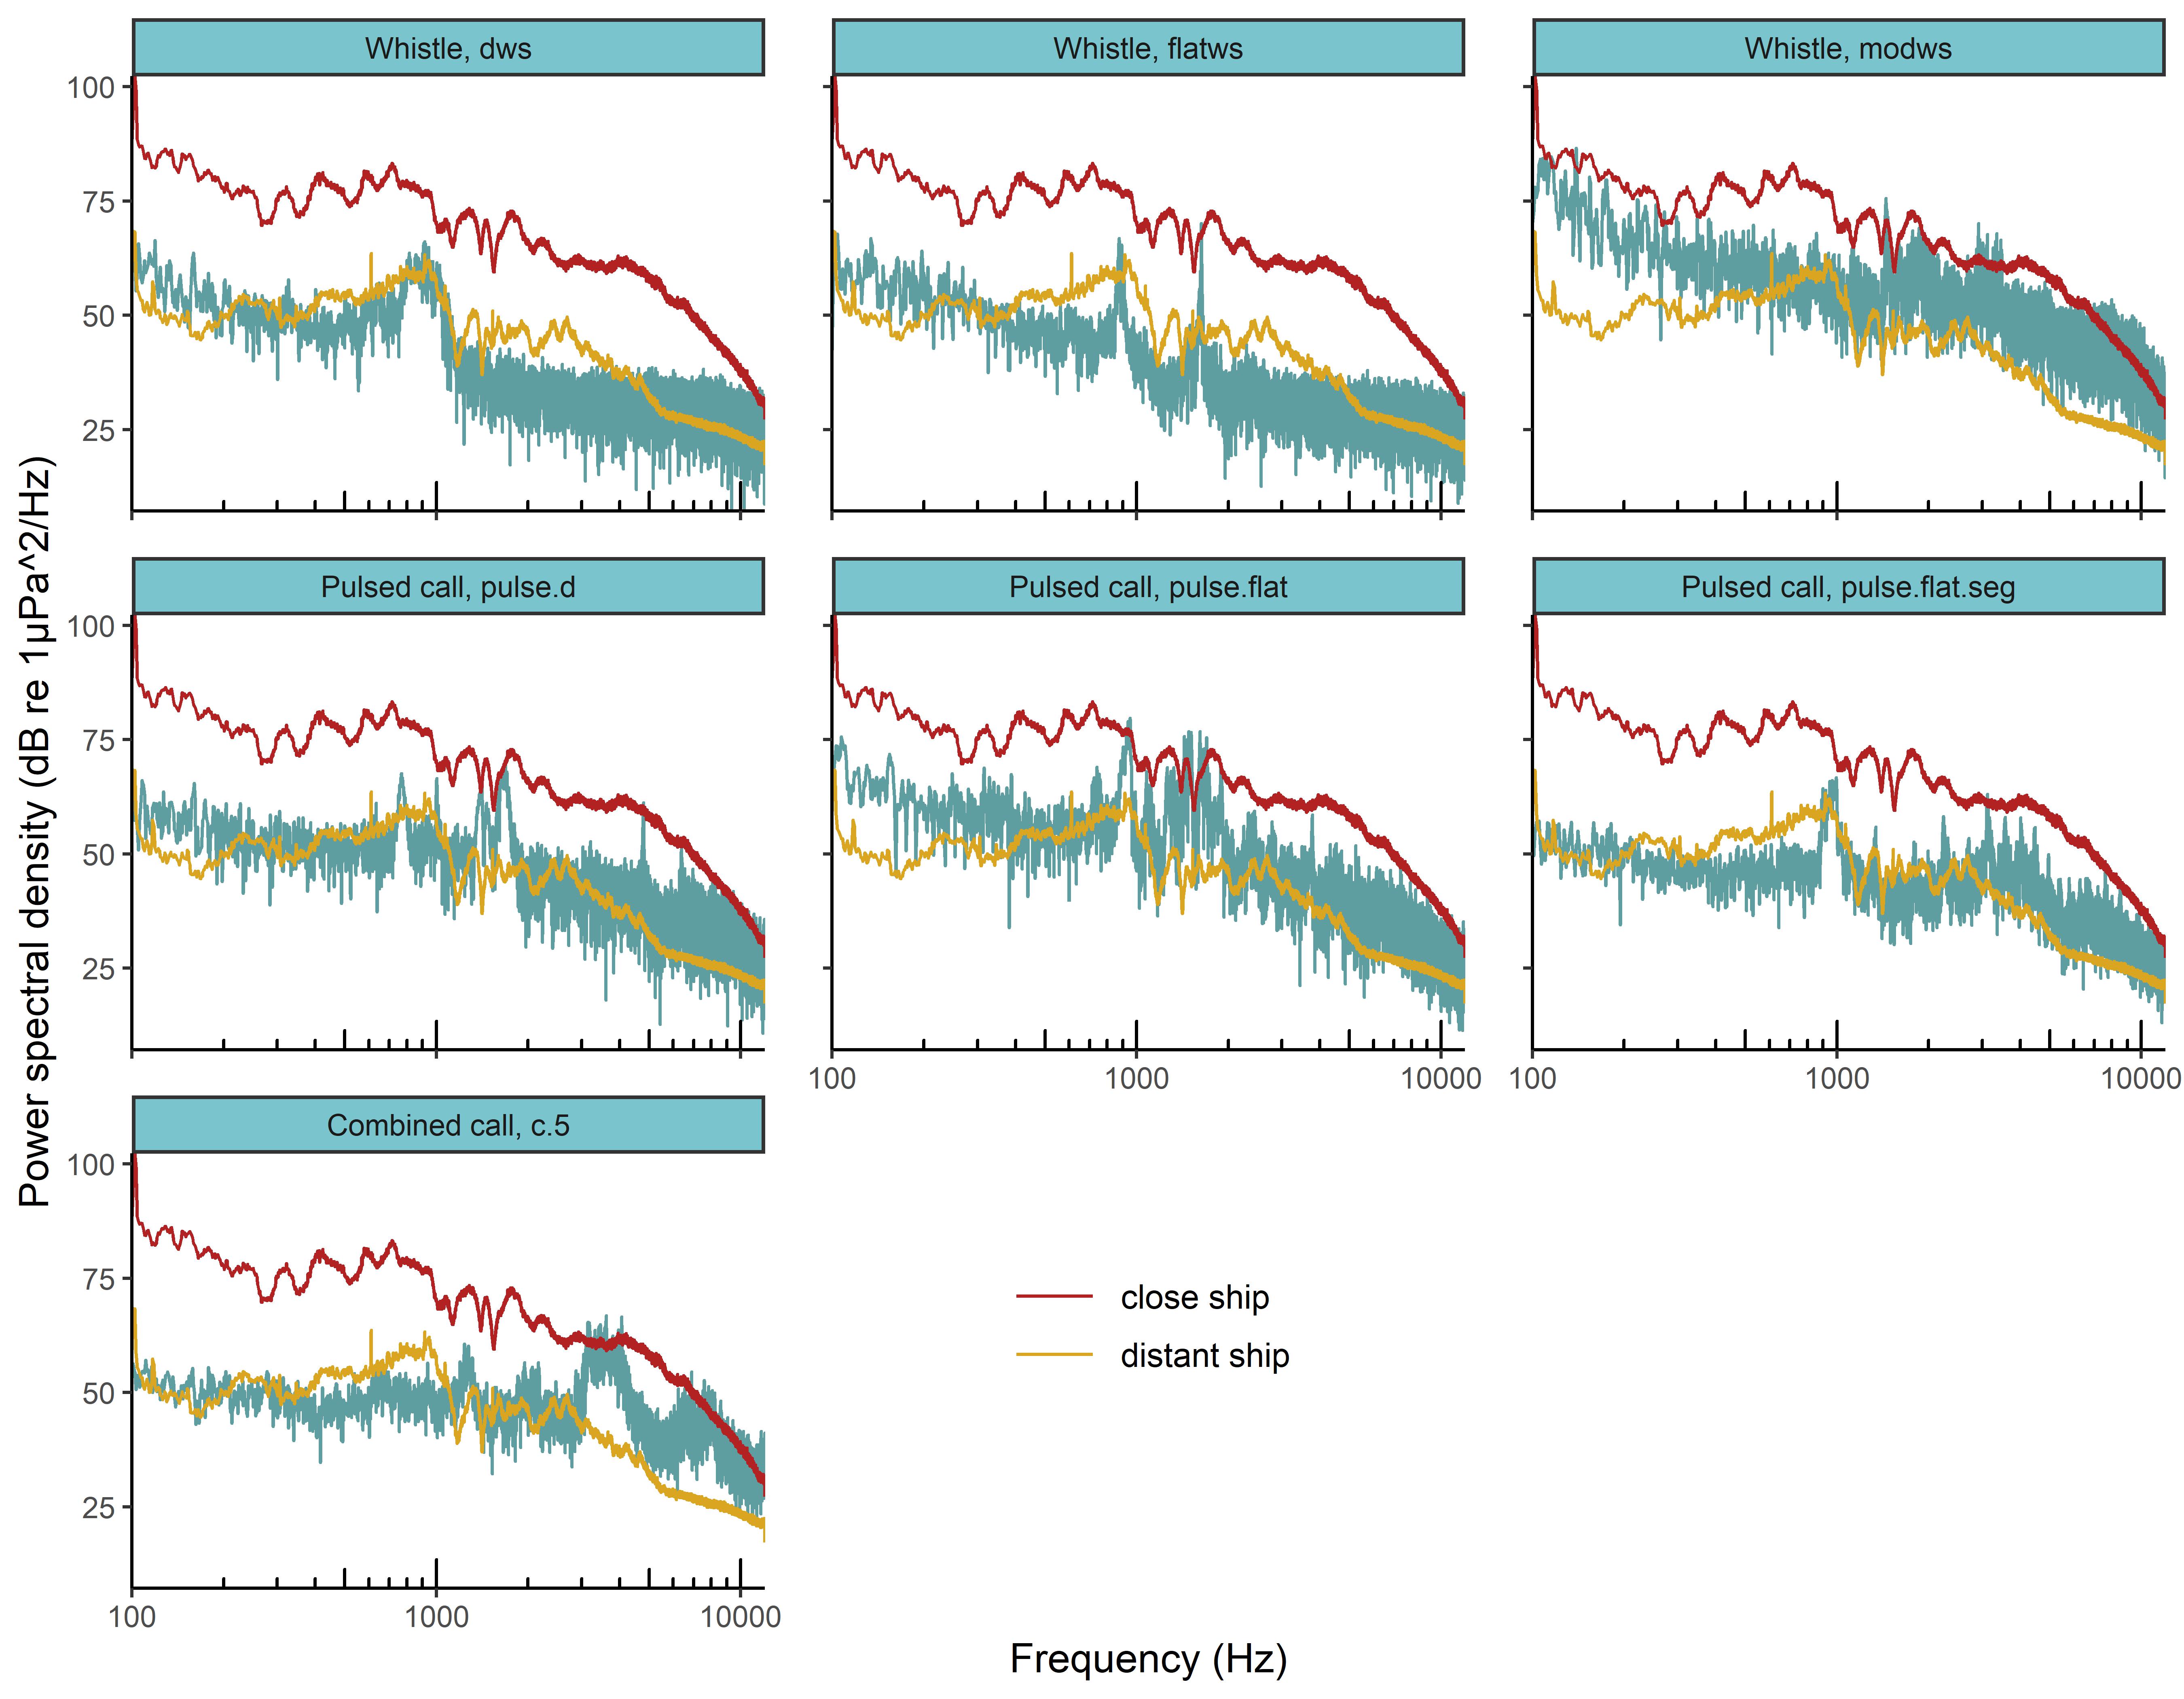 Whistle, dws
Whistle, flatws
Whistle, modws
100
75
50
25
Pulsed call, pulse.d
Pulsed call, pulse.flat
Pulsed call, pulse.flat.seg
100
75
50
25
100
1000
10000
100
1000
10000
Combined call, c.5
100
75
50
25
100
1000
10000
close ship
distant ship
Frequency (Hz)
Power spectral density (dB re 1µPa^2/Hz)